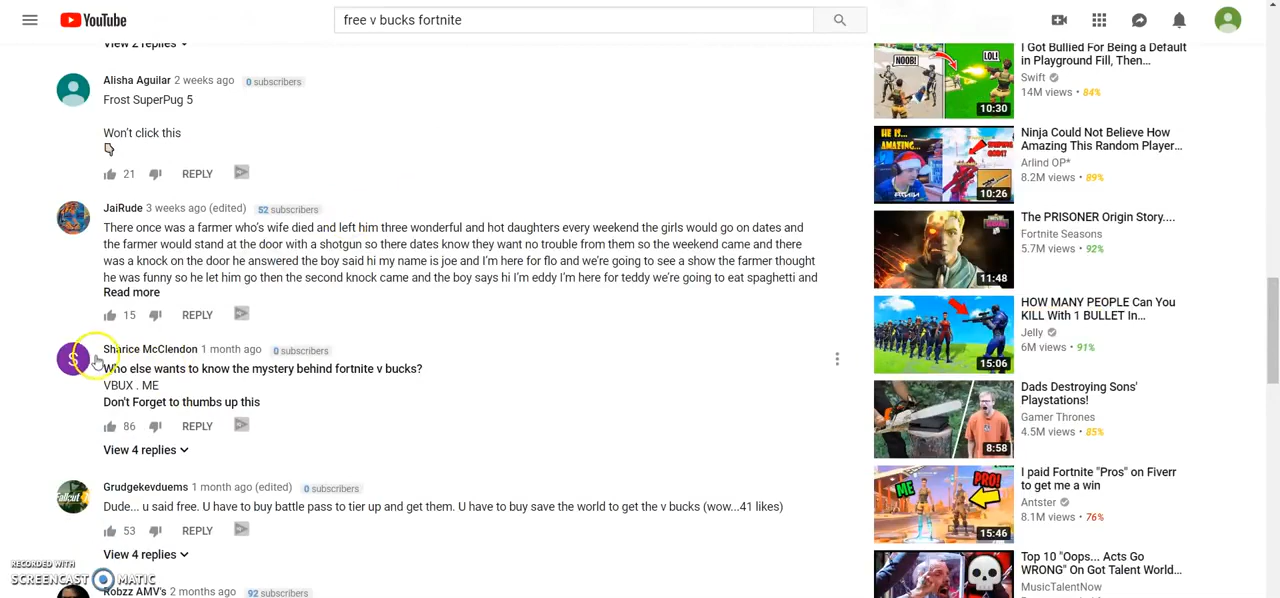 YouTube
free v bucks fortnite
View 2 replies
Alisha Aguilar 2 weeks ago 0 subscribers
Frost SuperPug 5
Won't click this
21 REPLY
JaiRude 3 weeks ago (edited) 52 subscribers
There once was a farmer who's wife died and left him three wonderful and hot daughters every weekend the girls would go on dates and
the farmer would stand at the door with a shotgun so there dates know they want no trouble from them so the weekend came and there
was a knock on the door he answered the boy said hi my name is joe and I'm here for flo and we're going to see a show the farmer thought
he was funny so he let him go then the second knock came and the boy says hi I'm eddy I'm here for teddy we're going to eat spaghetti and
Read more
15 REPLY
S
Sharice McClendon 1 month ago 0 subscribers
Who else wants to know the mystery behind fortnite v bucks?
VBUX . ME
Don't Forget to thumbs up this
86 REPLY
View 4 replies
Grudgekevduems 1 month ago (edited) 0 subscribers
Dude... u said free. U have to buy battle pass to tier up and get them. U have to buy save the world to get the v bucks (wow...41 likes)
53 REPLY
View 4 replies
Robzz AMV's 2 months ago 92 subscribers
RECORDED WITH
SCREENCAST MATIC
NOOB!
LOL!
10:30
I Got Bullied For Being a Default
in Playground Fill, Then...
Swift
14M views • 84%
HE IS...
AMAZING...
10:26
Ninja Could Not Believe How
Amazing This Random Player...
Arlind OP*
8.2M views • 89%
11:48
The PRISONER Origin Story....
Fortnite Seasons
5.7M views • 92%
15:06
HOW MANY PEOPLE Can You
KILL With 1 BULLET In...
Jelly
6M views • 91%
8:58
Dads Destroying Sons'
Playstations!
Gamer Thrones
4.5M views • 85%
ME
PRO!
15:46
I paid Fortnite "Pros" on Fiverr
to get me a win
Antster
8.1M views • 76%
Top 10 "Oops... Acts Go
WRONG" On Got Talent World...
MusicTalentNow